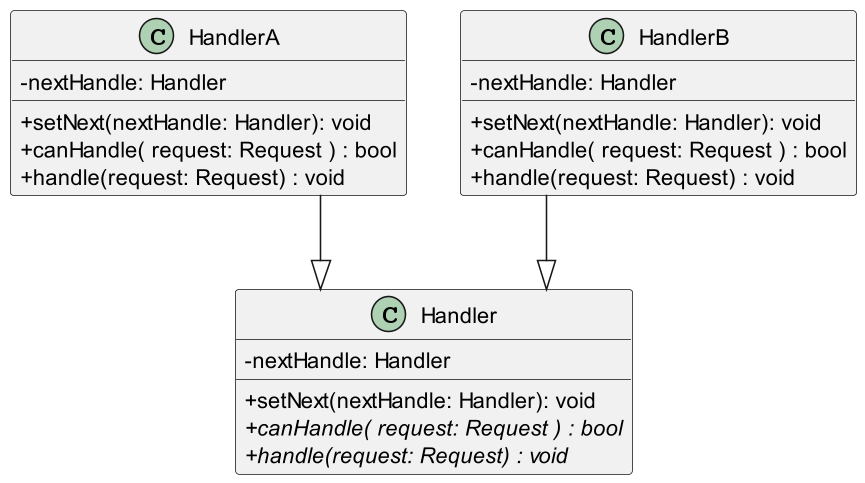 C HandlerA
-nextHandle: Handler
+setNext(nextHandle: Handler): void
+canHandle( request: Request ) : bool
+handle(request: Request) : void
C HandlerB
-nextHandle: Handler
+setNext(nextHandle: Handler): void
+canHandle( request: Request ) : bool
+handle(request: Request) : void
C Handler
-nextHandle: Handler
+setNext(nextHandle: Handler): void
+canHandle( request: Request ) : bool
+handle(request: Request) : void